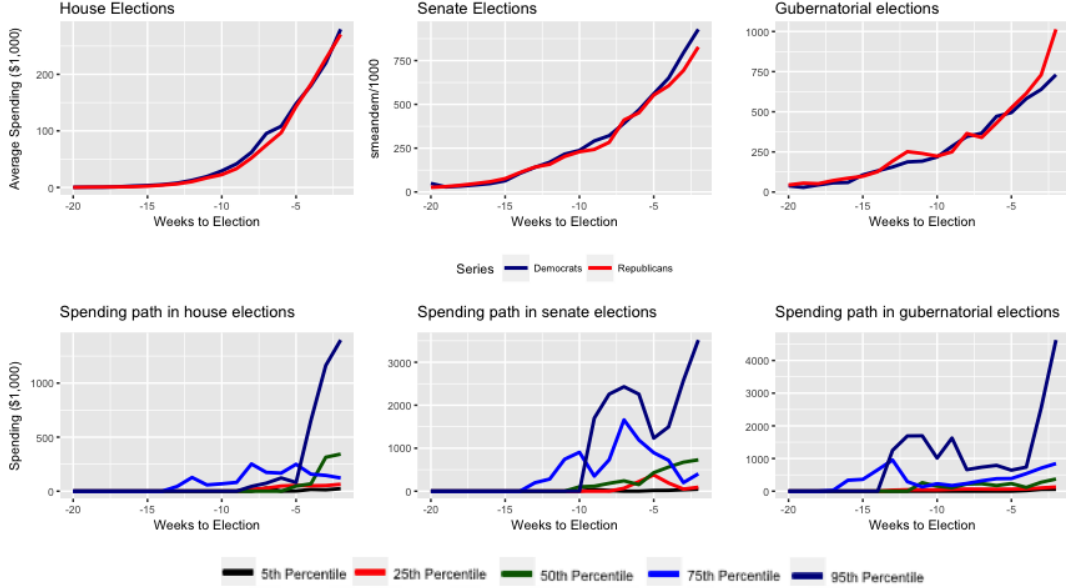 House Elections
Senate Elections
Gubernatorial elections
Average Spending ($1,000)
200
100
0
-20 -15 -10 -5
Weeks to Election
smeandem/1000
750
500
250
0
-20 -15 -10 -5
Weeks to Election
1000
750
500
250
0
-20 -15 -10 -5
Weeks to Election
Series Democrats Republicans
Spending path in house elections
Spending path in senate elections
Spending path in gubernatorial elections
Spending ($1,000)
1000
500
0
-20 -15 -10 -5
Weeks to Election
3000
2000
1000
0
-20 -15 -10 -5
Weeks to Election
4000
3000
2000
1000
0
-20 -15 -10 -5
Weeks to Election
5th Percentile 25th Percentile 50th Percentile 75th Percentile 95th Percentile